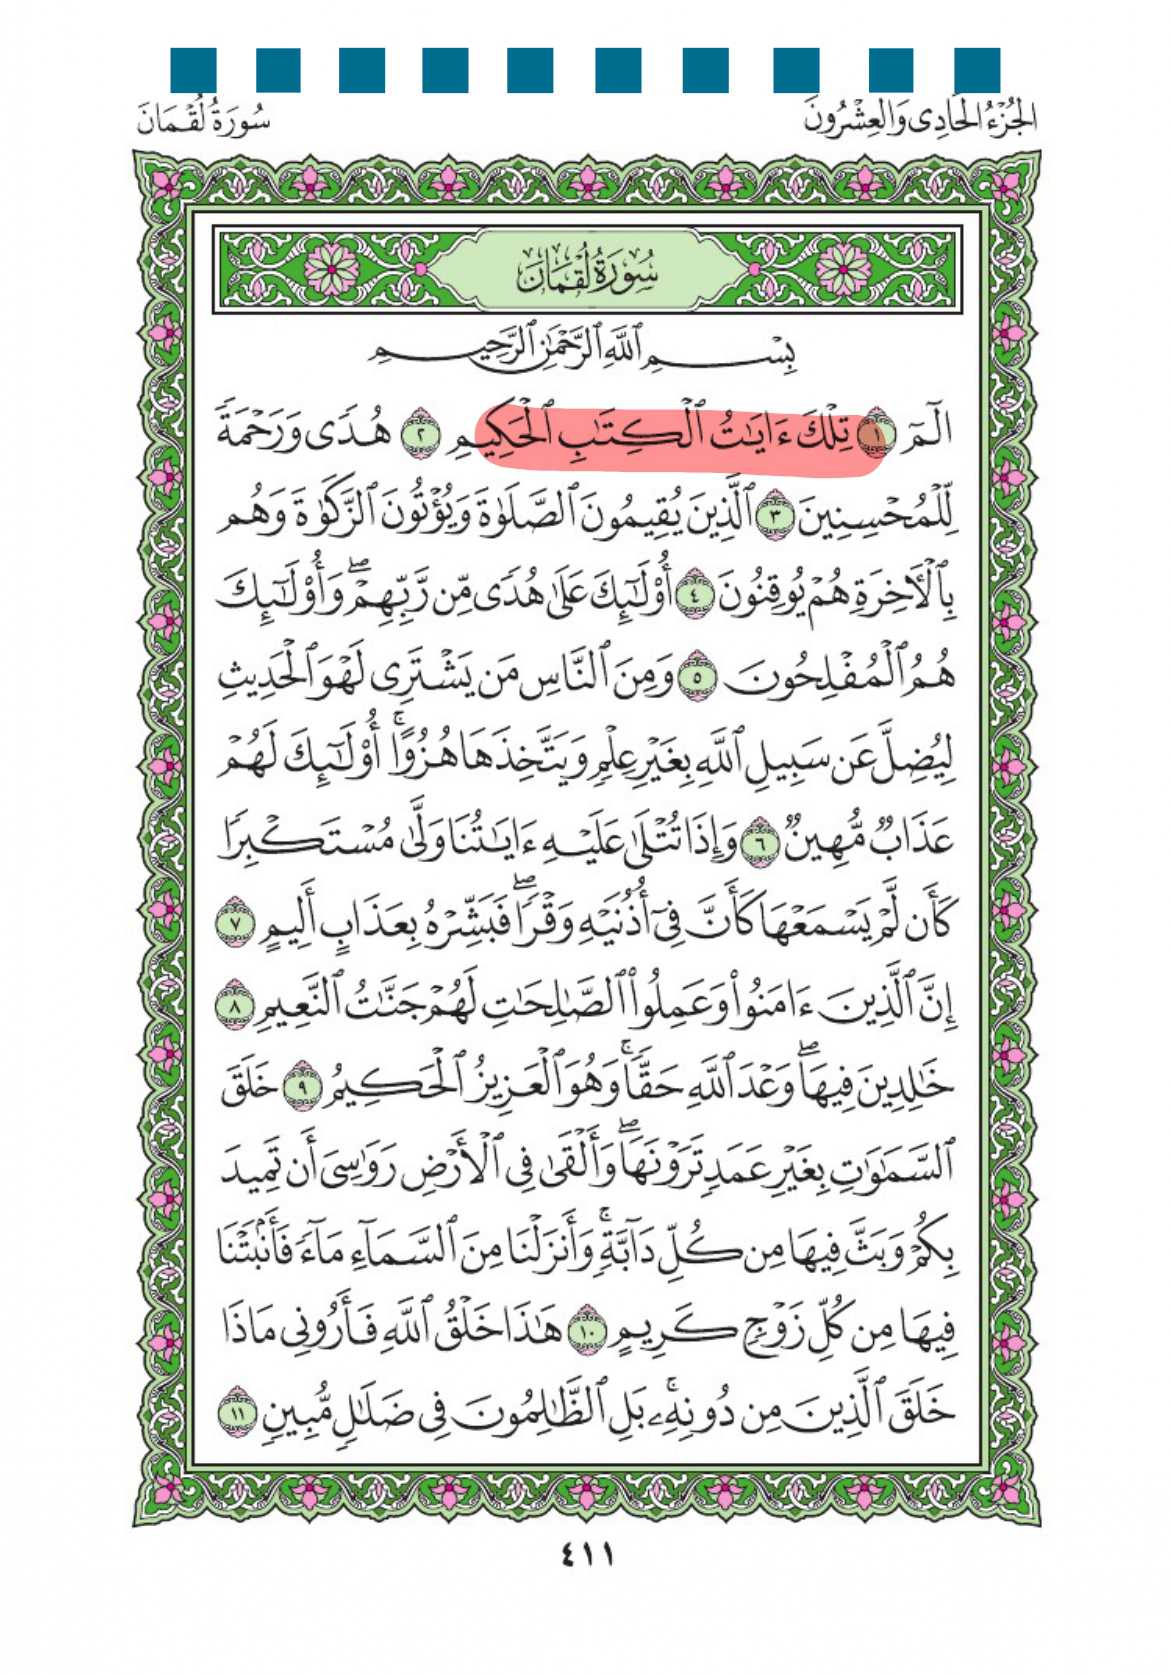 الجُزْءُ الحَادِى وَالعِشْرُونَ سُورَةُ لُقْمَانَ
سُورَةُ لُقْمَانَ
بِسْمِ ٱللَّهِ ٱلرَّحْمَٰنِ ٱلرَّحِيمِ
الٓمٓ ١ تِلْكَ ءَايَٰتُ ٱلْكِتَٰبِ ٱلْحَكِيمِ ٢ هُدًى وَرَحْمَةً
لِّلْمُحْسِنِينَ ٣ ٱلَّذِينَ يُقِيمُونَ ٱلصَّلَوٰةَ وَيُؤْتُونَ ٱلزَّكَوٰةَ وَهُم
بِٱلْأَخِرَةِ هُمْ يُوقِنُونَ ٤ أُوْلَٰٓئِكَ عَلَىٰ هُدًى مِّن رَّبِّهِمْۖ وَأُوْلَٰٓئِكَ
هُمُ ٱلْمُفْلِحُونَ ٥ وَمِنَ ٱلنَّاسِ مَن يَشْتَرِى لَهْوَ ٱلْحَدِيثِ
لِيُضِلَّ عَن سَبِيلِ ٱللَّهِ بِغَيْرِ عِلْمٍ وَيَتَّخِذَهَا هُزُوًاۚ أُوْلَٰٓئِكَ لَهُمْ
عَذَابٌ مُّهِينٌ ٦ وَإِذَا تُتْلَىٰ عَلَيْهِ ءَايَٰتُنَا وَلَّىٰ مُسْتَكْبِرًا
كَأَن لَّمْ يَسْمَعْهَا كَأَنَّ فِىٓ أُذُنَيْهِ وَقْرًاۖ فَبَشِّرْهُ بِعَذَابٍ أَلِيمٍ ٧
إِنَّ ٱلَّذِينَ ءَامَنُوا۟ وَعَمِلُوا۟ ٱلصَّٰلِحَٰتِ لَهُمْ جَنَّٰتُ ٱلنَّعِيمِ ٨
خَٰلِدِينَ فِيهَاۖ وَعْدَ ٱللَّهِ حَقًّاۚ وَهُوَ ٱلْعَزِيزُ ٱلْحَكِيمُ ٩ خَلَقَ
ٱلسَّمَٰوَٰتِ بِغَيْرِ عَمَدٍ تَرَوْنَهَاۖ وَأَلْقَىٰ فِى ٱلْأَرْضِ رَوَٰسِىَ أَن تَمِيدَ
بِكُمْ وَبَثَّ فِيهَا مِن كُلِّ دَآبَّةٍۚ وَأَنزَلْنَا مِنَ ٱلسَّمَآءِ مَآءً فَأَنۢبَتْنَا
فِيهَا مِن كُلِّ زَوْجٍ كَرِيمٍ ١٠ هَٰذَا خَلْقُ ٱللَّهِ فَأَرُونِى مَاذَا
خَلَقَ ٱلَّذِينَ مِن دُونِهِۦۚ بَلِ ٱلظَّٰلِمُونَ فِى ضَلَٰلٍ مُّبِينٍ ١١
٤١١